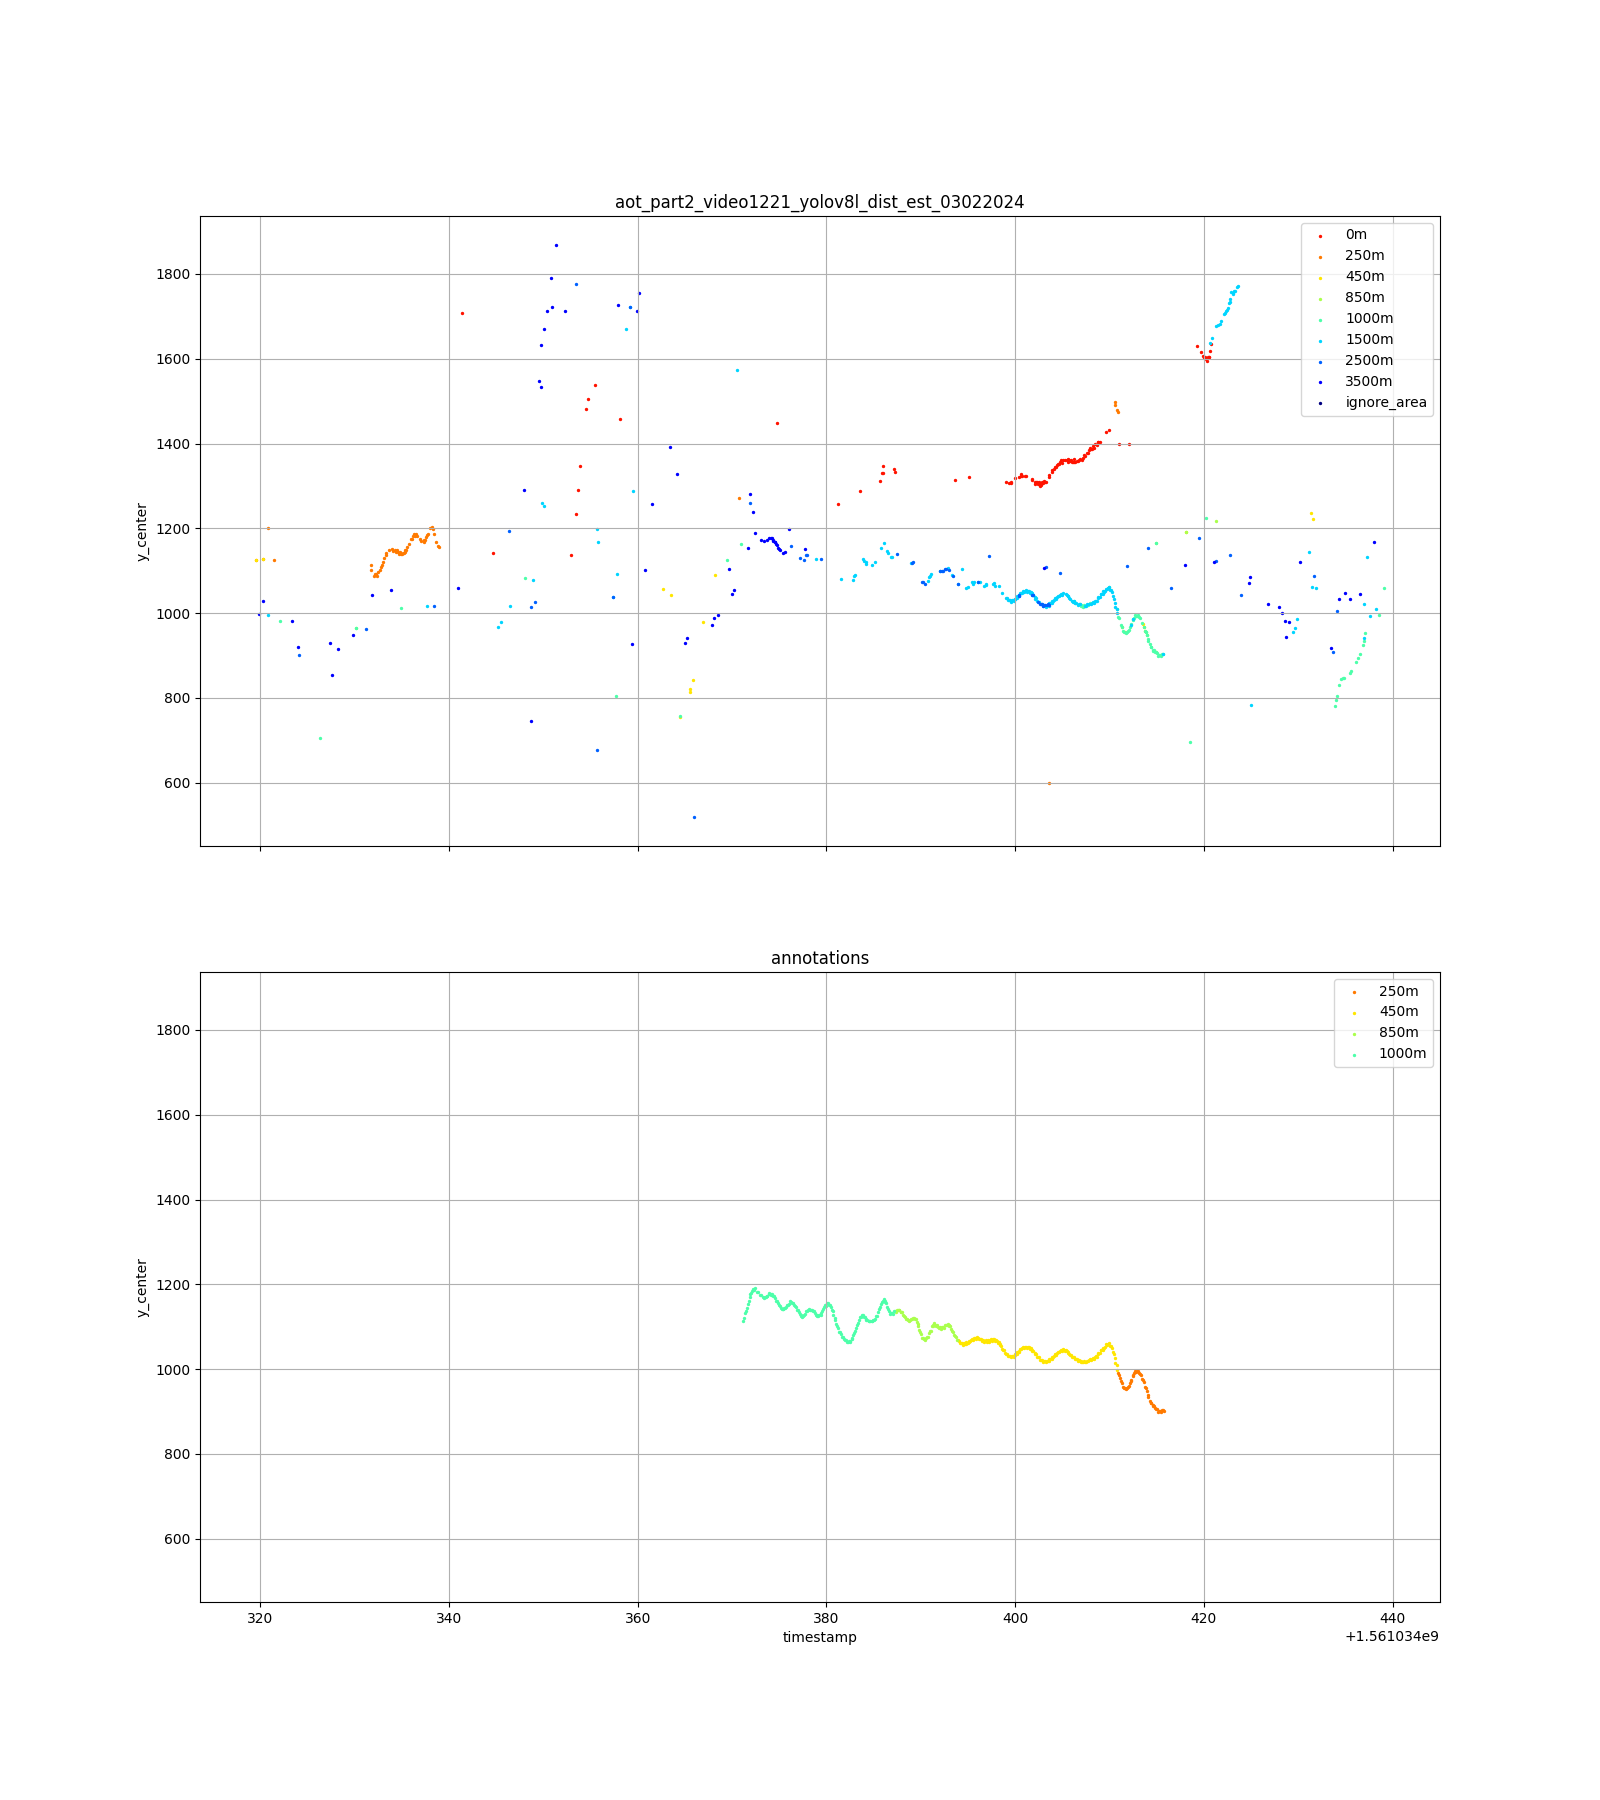 aot_part2_video1221_yolov8l_dist_est_03022024
0m
250m
450m
850m
1000m
1500m
2500m
3500m
ignore_area
1800
1600
1400
1200
1000
800
600
y_center
annotations
250m
450m
850m
1000m
1800
1600
1400
1200
1000
800
600
y_center
320 340 360 380 400 420 440
timestamp
+1.561034e9